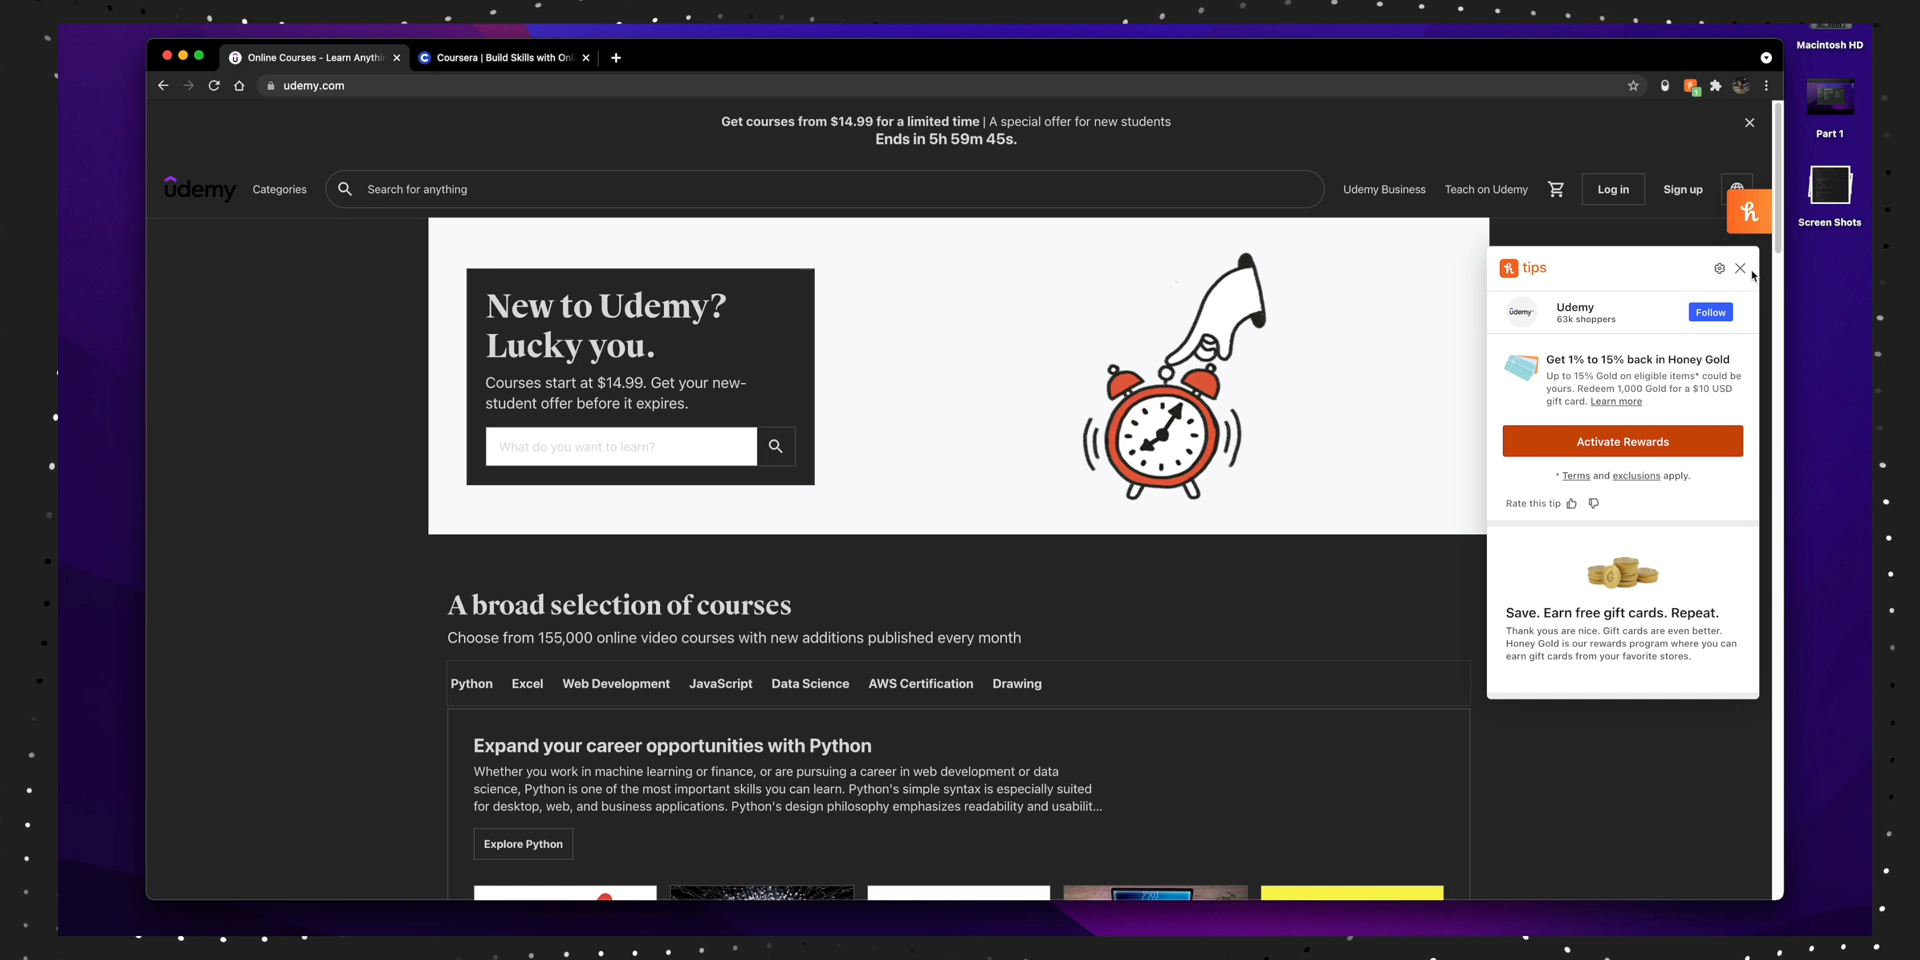 Macintosh HD
Online Courses - Learn Anythi
Coursera | Build Skills with Onl
udemy.com
1
Part 1
Get courses from $14.99 for a limited time | A special offer for new students
Ends in 5h 59m 45s.
ûdemy
Categories
Search for anything
Udemy Business
Teach on Udemy
Log in
Sign up
Screen Shots
tips
New to Udemy?
Lucky you.
Courses start at $14.99. Get your new-
student offer before it expires.
What do you want to learn?
ûdemy
Udemy
63k shoppers
Follow
Get 1% to 15% back in Honey Gold
Up to 15% Gold on eligible items* could be
yours. Redeem 1,000 Gold for a $10 USD
gift card. Learn more
Activate Rewards
* Terms and exclusions apply.
Rate this tip
Save. Earn free gift cards. Repeat.
Thank yous are nice. Gift cards are even better.
Honey Gold is our rewards program where you can
earn gift cards from your favorite stores.
A broad selection of courses
Choose from 155,000 online video courses with new additions published every month
Python
Excel
Web Development
JavaScript
Data Science
AWS Certification
Drawing
Expand your career opportunities with Python
Whether you work in machine learning or finance, or are pursuing a career in web development or data
science, Python is one of the most important skills you can learn. Python's simple syntax is especially suited
for desktop, web, and business applications. Python's design philosophy emphasizes readability and usabilit...
Explore Python